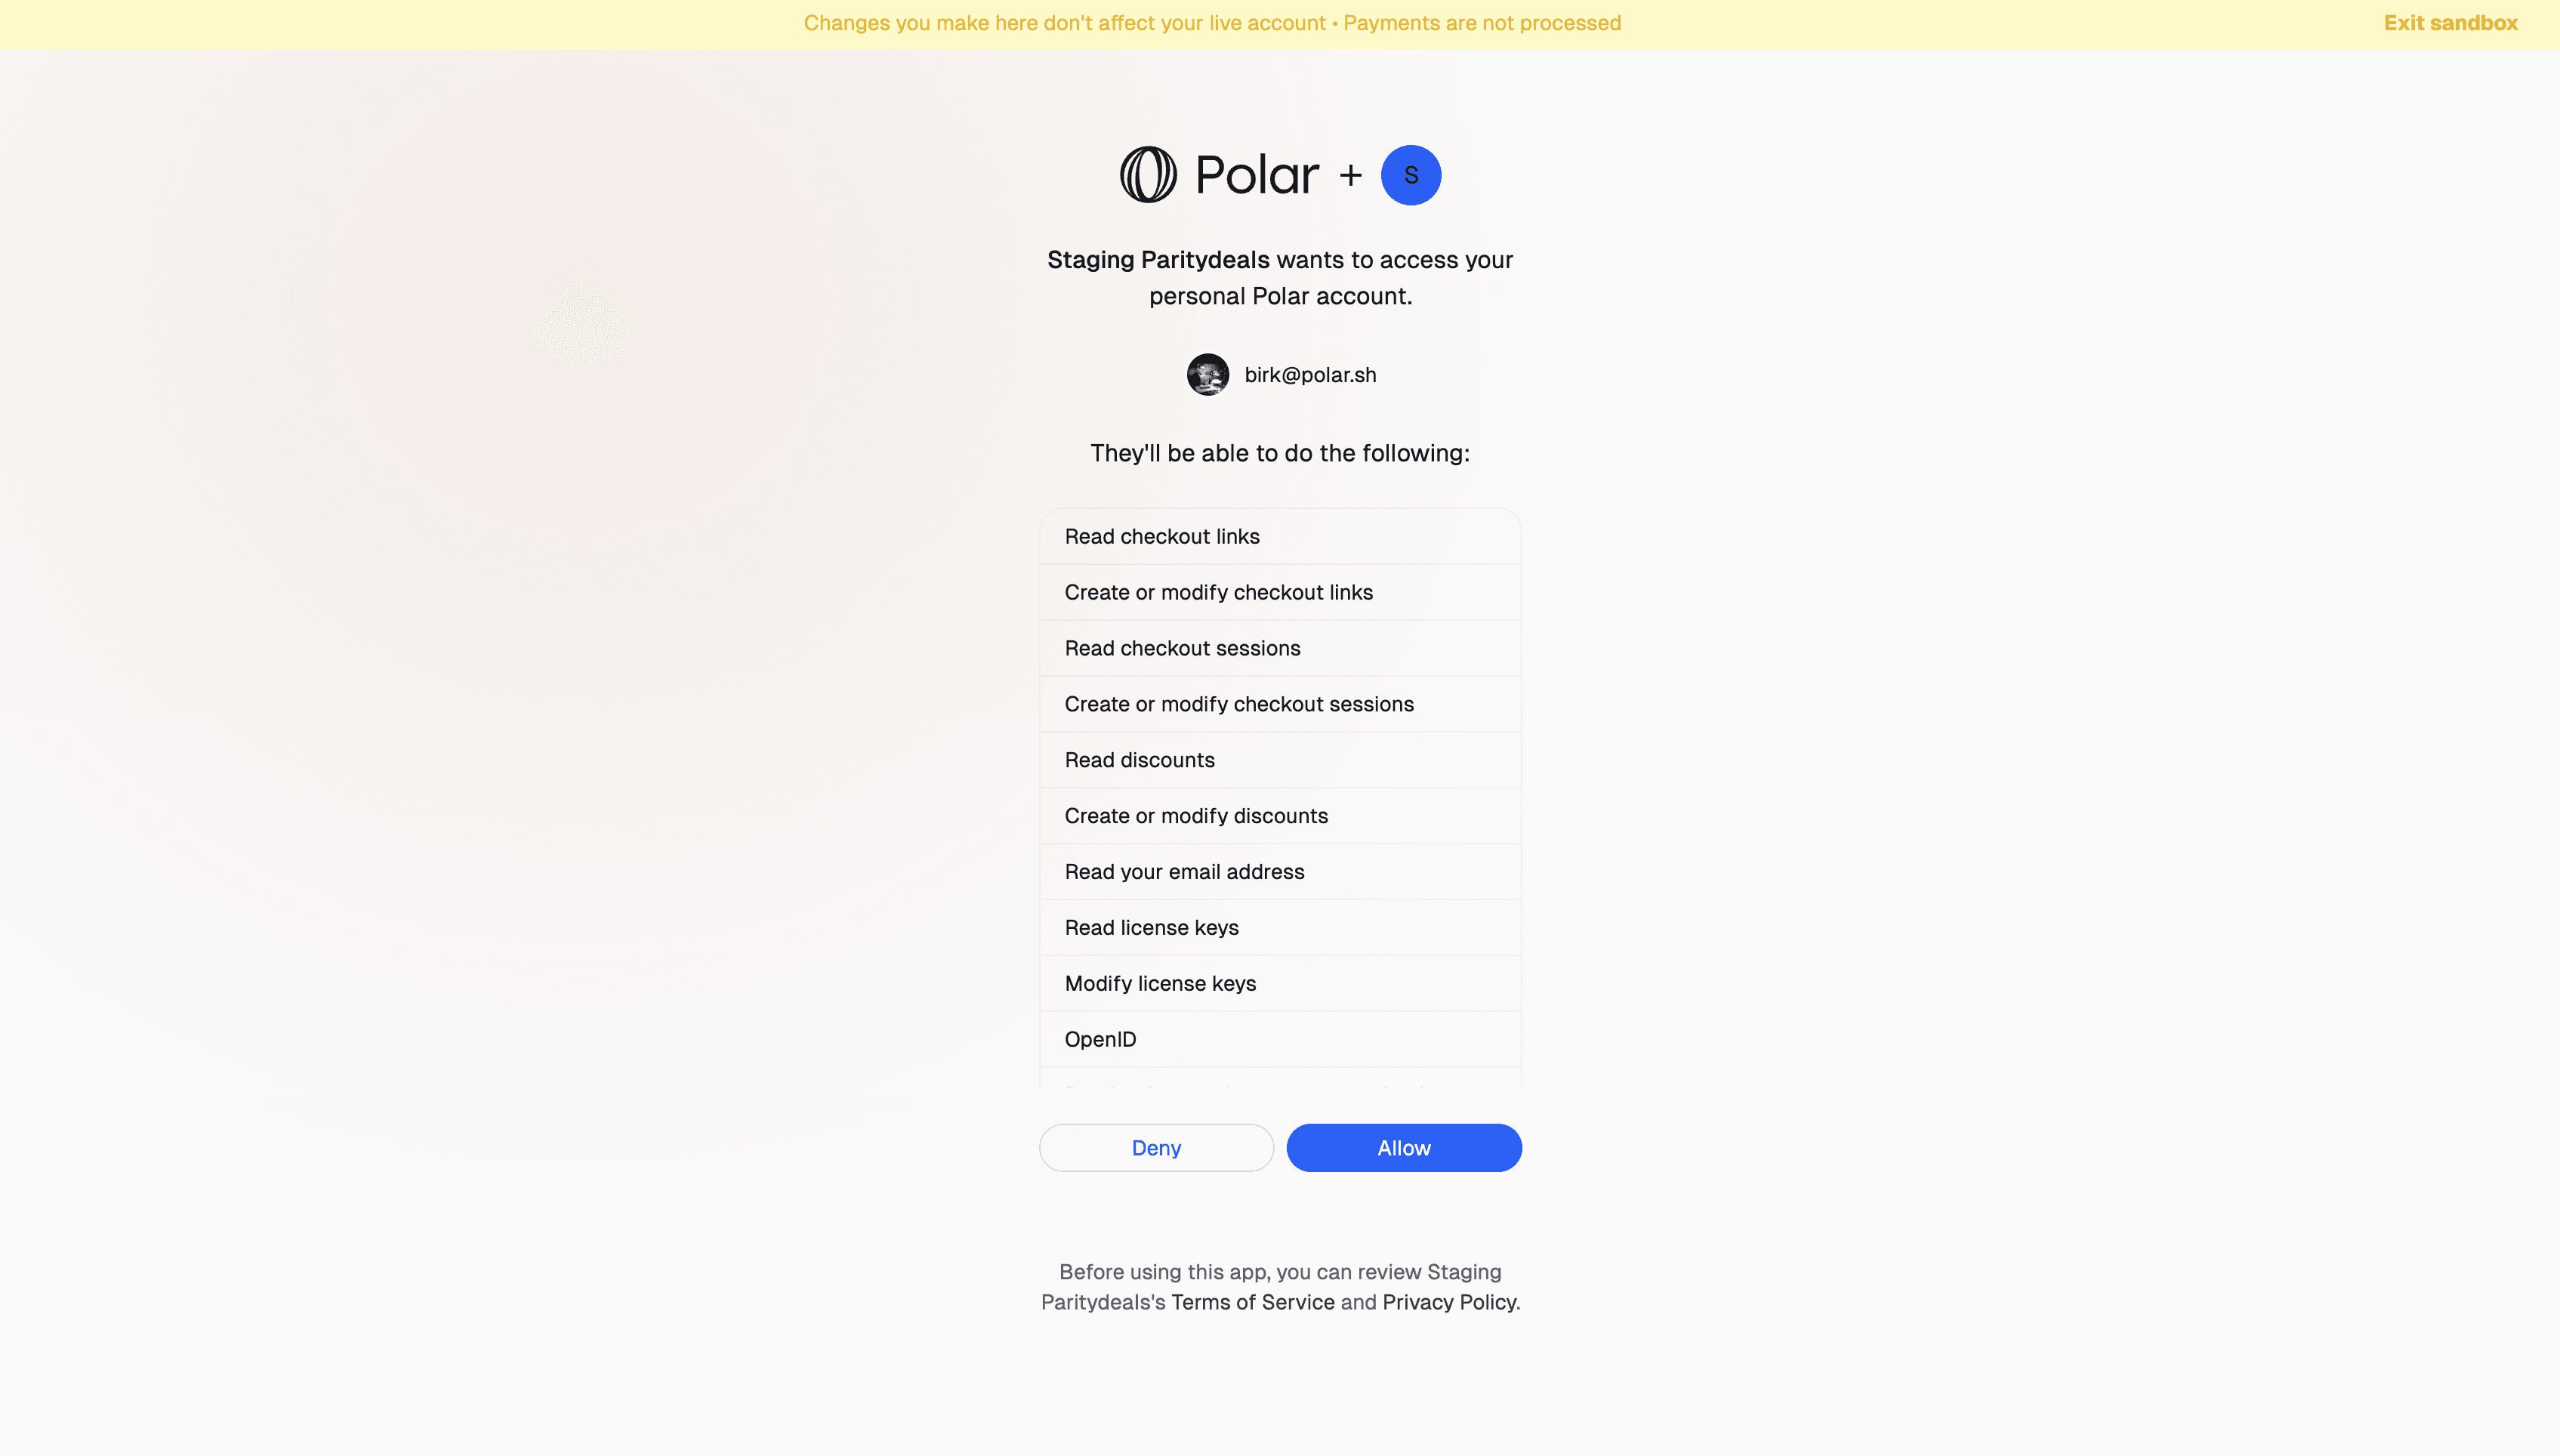 Changes you make here don't affect your live account • Payments are not processed
Exit sandbox
Polar + S
Staging Paritydeals wants to access your
personal Polar account.
birk@polar.sh
They'll be able to do the following:
Read checkout links
Create or modify checkout links
Read checkout sessions
Create or modify checkout sessions
Read discounts
Create or modify discounts
Read your email address
Read license keys
Modify license keys
OpenID
Deny
Allow
Before using this app, you can review Staging
Paritydeals's Terms of Service and Privacy Policy.